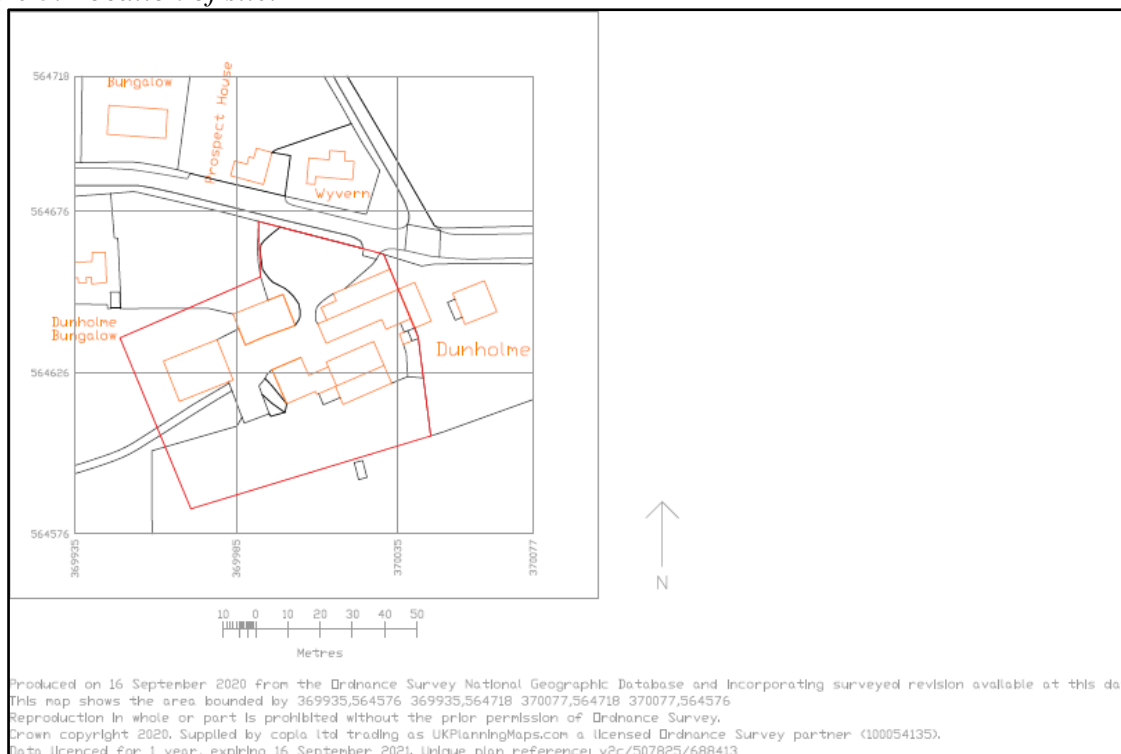 564718
Bungalow
Prospect House
Wyvern
564676
Dunholme
Bungalow
Dunholme
564626
564576
369935
369985
370035
370077
N
10 0 10 20 30 40 50
Metres
Produced on 16 September 2020 from the Ordnance Survey National Geographic Database and incorporating surveyed revision available at this da
This map shows the area bounded by 369935,564576 369935,564718 370077,564718 370077,564576
Reproduction in whole or part is prohibited without the prior permission of Ordnance Survey.
Crown copyright 2020. Supplied by copla ltd trading as UKPlanningMaps.com a licensed Ordnance Survey partner (100054135).
Data licenced for 1 year, expiring 16 September 2021. Unique plan reference: v2c/507825/688413